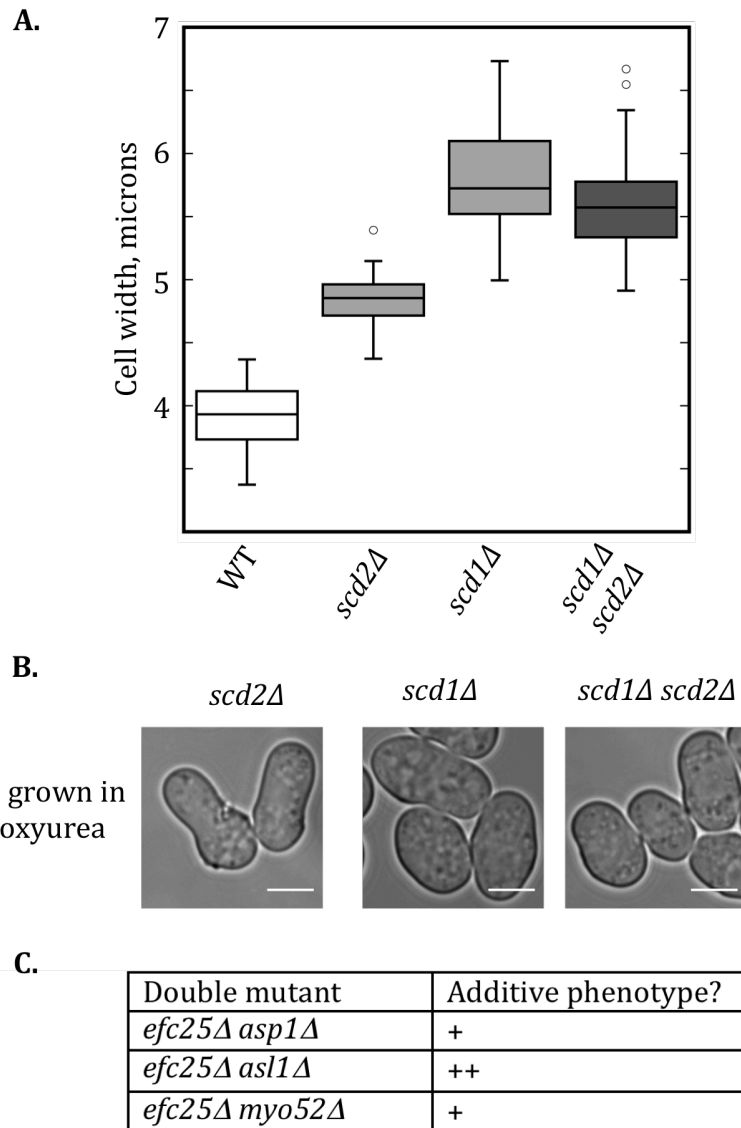 A.
Cell width, microns
7
6
5
4
WT
scd2Δ
scd1Δ
scd1Δ
scd2Δ
B.
scd2Δ
scd1Δ
scd1Δ scd2Δ
grown in
oxyurea
C.
Double mutant Additive phenotype?
efc25Δ asp1Δ +
efc25Δ asl1Δ ++
efc25Δ myo52Δ +